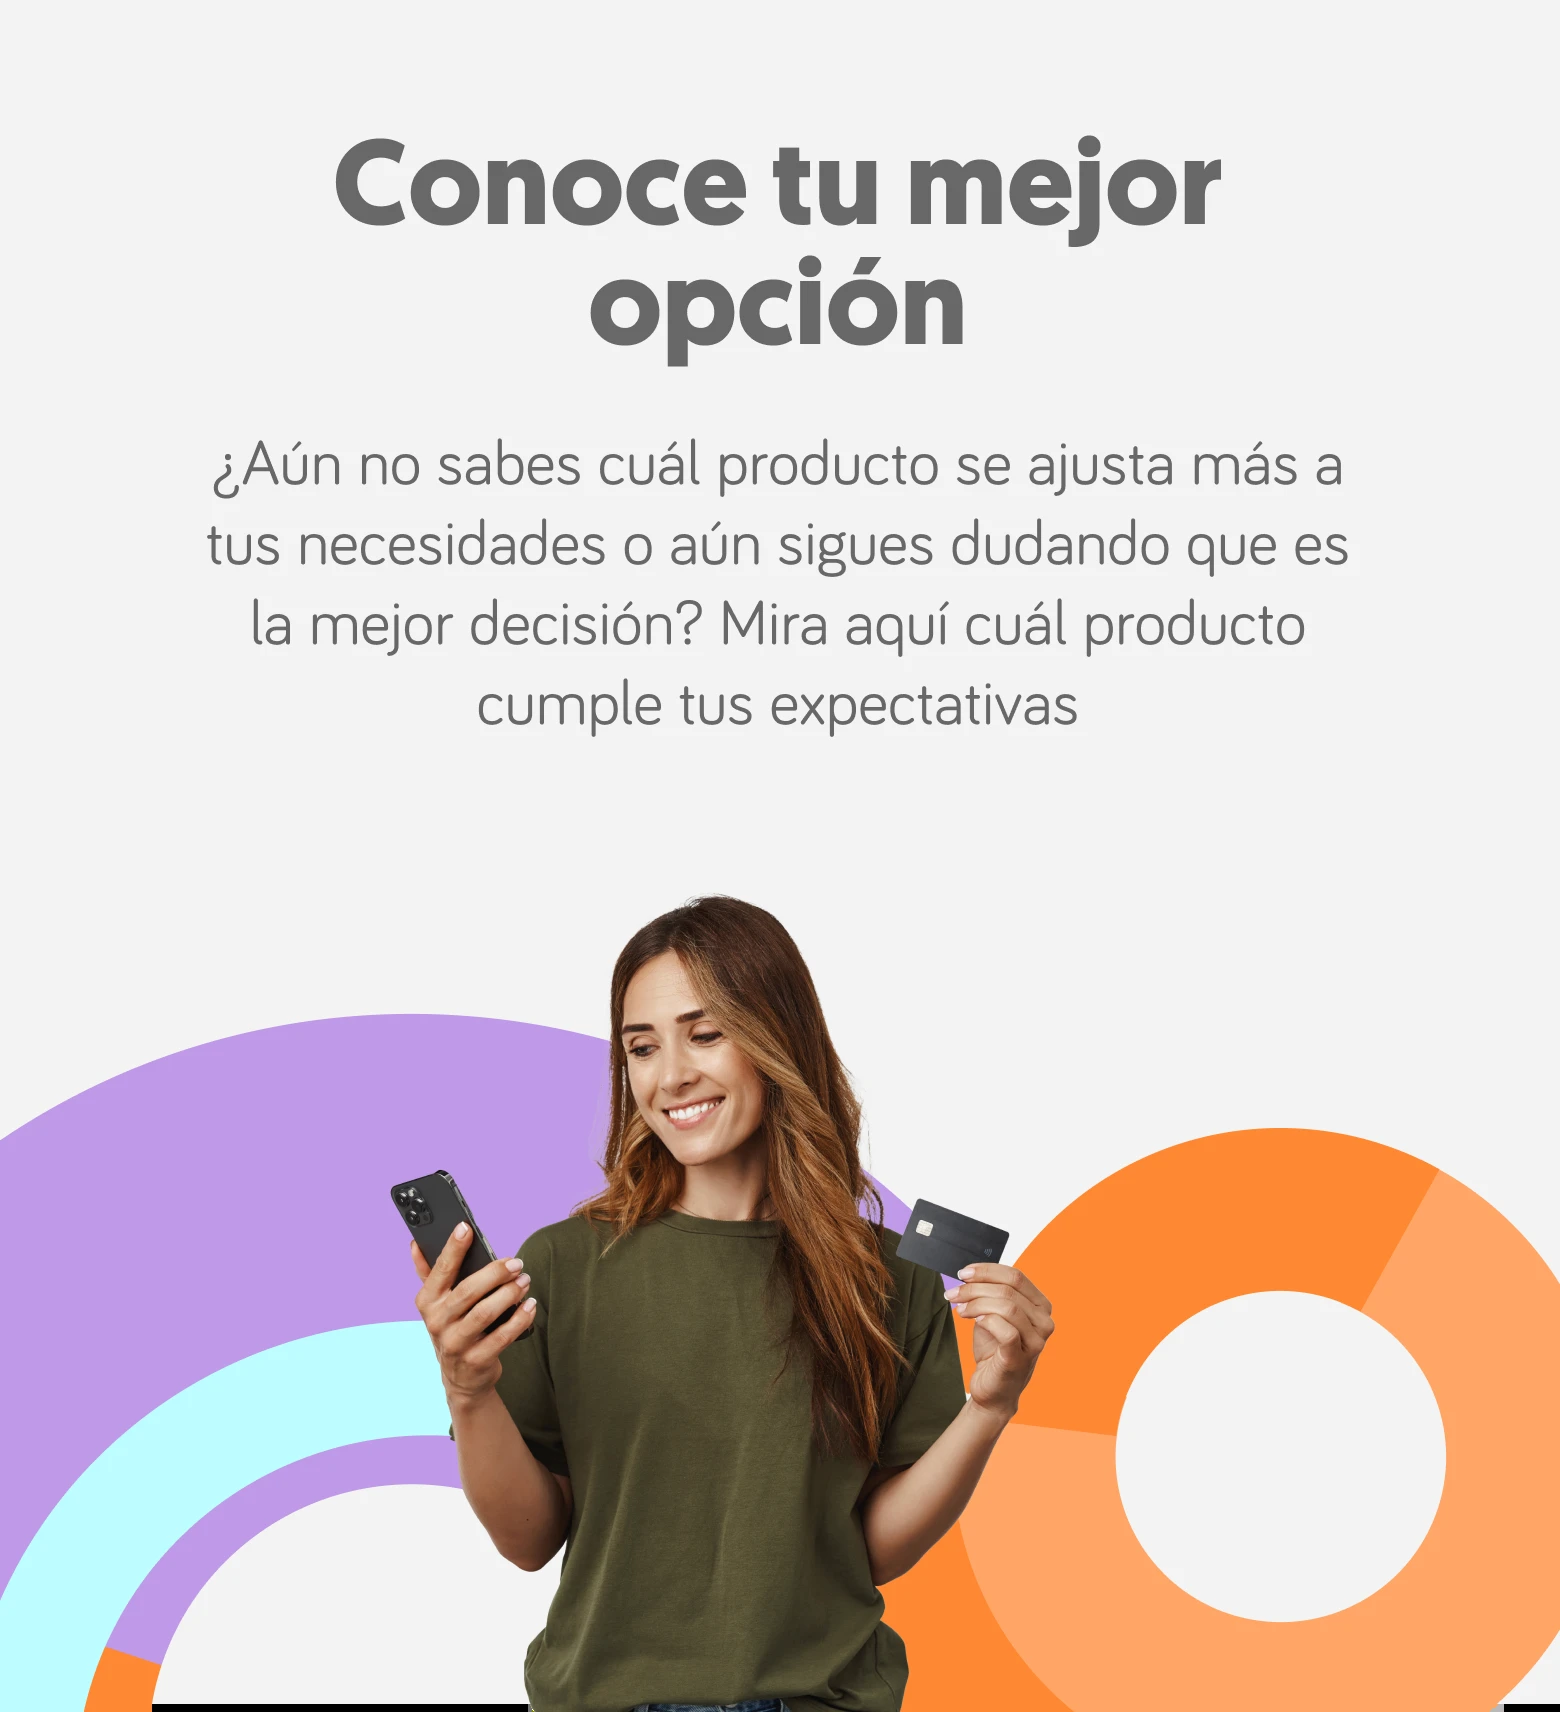 Conoce tu mejor
opción
¿Aún no sabes cuál producto se ajusta más a
tus necesidades o aún sigues dudando que es
la mejor decisión? Mira aquí cuál producto
cumple tus expectativas